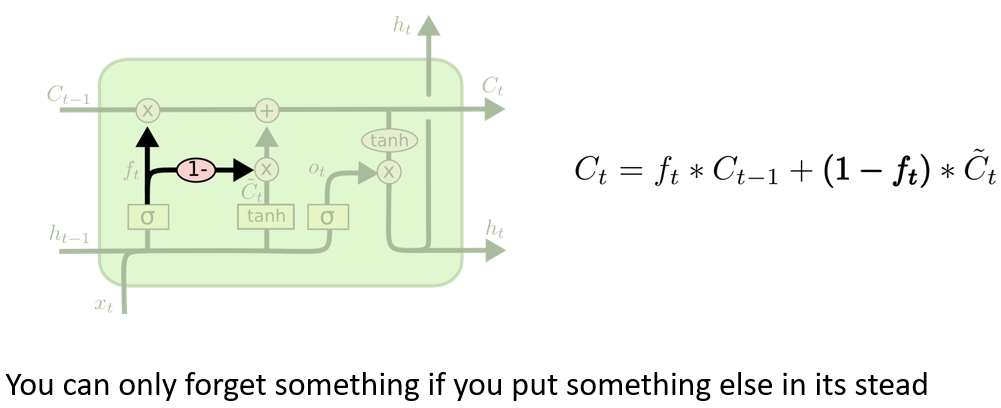 h_t
C_{t-1}
C_t
x
+
tanh
f_t
1-
x
o_t
x
C̃_t
σ
tanh
σ
h_{t-1}
h_t
x_t
C_t = f_t * C_{t-1} + (1 − f_t) * C̃_t
You can only forget something if you put something else in its stead